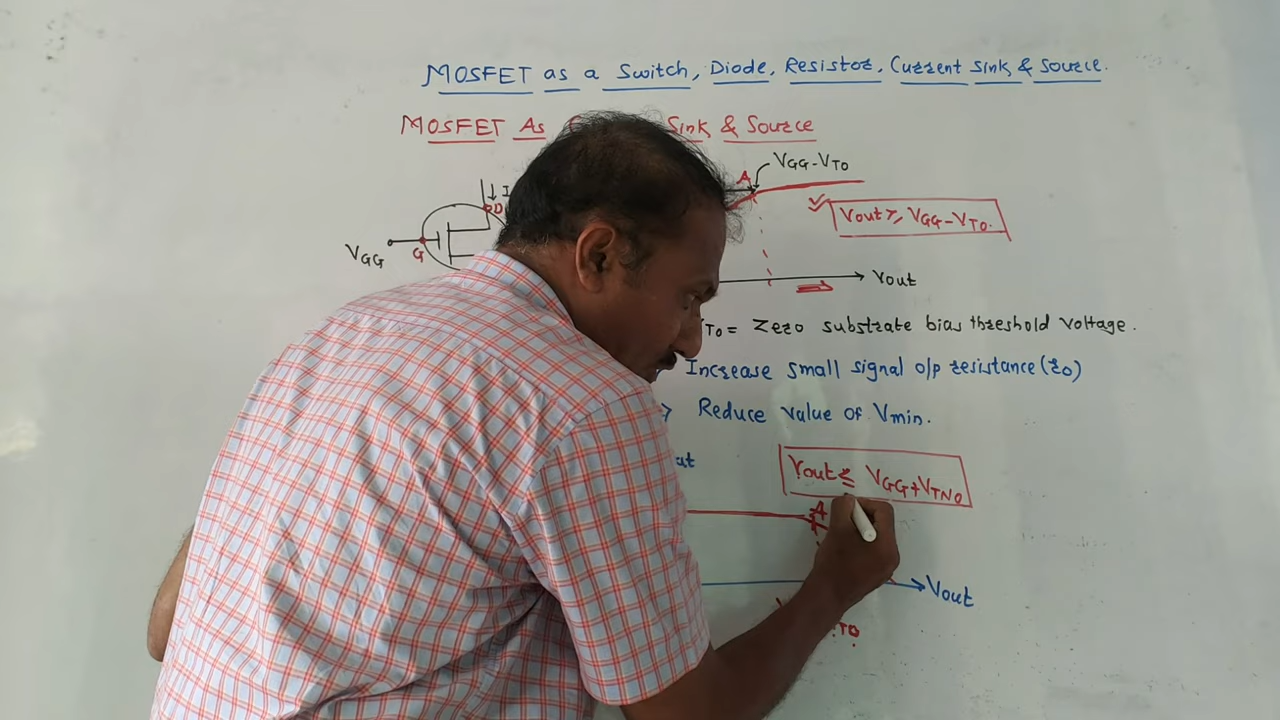 MOSFET as a Switch, Diode, Resistor, Current Sink & Source.
MOSFET As Sink & Source
A VGG-VTO
D
Vout ≥ VGG-VTO.
VGG G
Vout
TO = Zero substrate bias threshold voltage.
Increase small signal o/p resistance (ro)
> Reduce value of Vmin.
Vout ≤ VGG+VTNO
A
Vout
TO